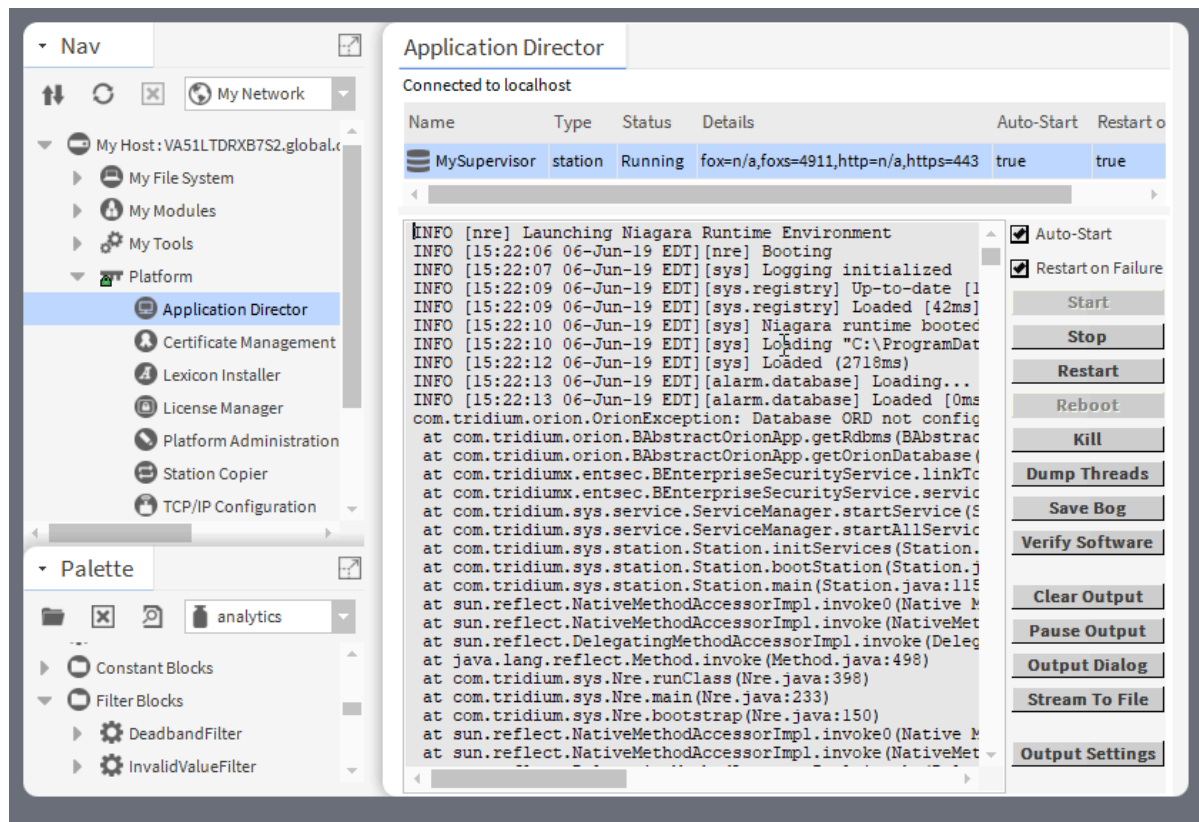 Nav
My Network
My Host : VA51LTDRXB7S2.global.c
My File System
My Modules
My Tools
Platform
Application Director
Certificate Management
Lexicon Installer
License Manager
Platform Administration
Station Copier
TCP/IP Configuration
Palette
analytics
Constant Blocks
Filter Blocks
DeadbandFilter
InvalidValueFilter
Application Director
Connected to localhost
Name Type Status Details Auto-Start Restart o
MySupervisor station Running fox=n/a,foxs=4911,http=n/a,https=443 true true
INFO [nre] Launching Niagara Runtime Environment
INFO [15:22:06 06-Jun-19 EDT][nre] Booting
INFO [15:22:07 06-Jun-19 EDT][sys] Logging initialized
INFO [15:22:09 06-Jun-19 EDT][sys.registry] Up-to-date [1
INFO [15:22:09 06-Jun-19 EDT][sys.registry] Loaded [42ms]
INFO [15:22:10 06-Jun-19 EDT][sys] Niagara runtime booted
INFO [15:22:10 06-Jun-19 EDT][sys] Loading "C:\ProgramDat
INFO [15:22:12 06-Jun-19 EDT][sys] Loaded (2718ms)
INFO [15:22:13 06-Jun-19 EDT][alarm.database] Loading...
INFO [15:22:13 06-Jun-19 EDT][alarm.database] Loaded [0ms
com.tridium.orion.OrionException: Database ORD not config
at com.tridium.orion.BAbstractOrionApp.getRdbms(BAbstrac
at com.tridium.orion.BAbstractOrionApp.getOrionDatabase(
at com.tridiumx.entsec.BEnterpriseSecurityService.linkTo
at com.tridiumx.entsec.BEnterpriseSecurityService.servic
at com.tridium.sys.service.ServiceManager.startService(S
at com.tridium.sys.service.ServiceManager.startAllServic
at com.tridium.sys.station.Station.initServices(Station.
at com.tridium.sys.station.Station.bootStation(Station.j
at com.tridium.sys.station.Station.main(Station.java:115
at sun.reflect.NativeMethodAccessorImpl.invoke0(Native M
at sun.reflect.NativeMethodAccessorImpl.invoke(NativeMet
at sun.reflect.DelegatingMethodAccessorImpl.invoke(Deleg
at java.lang.reflect.Method.invoke(Method.java:498)
at com.tridium.sys.Nre.runClass(Nre.java:398)
at com.tridium.sys.Nre.main(Nre.java:233)
at com.tridium.sys.Nre.bootstrap(Nre.java:150)
at sun.reflect.NativeMethodAccessorImpl.invoke0(Native M
at sun.reflect.NativeMethodAccessorImpl.invoke(NativeMet
Auto-Start
Restart on Failure
Start
Stop
Restart
Reboot
Kill
Dump Threads
Save Bog
Verify Software
Clear Output
Pause Output
Output Dialog
Stream To File
Output Settings